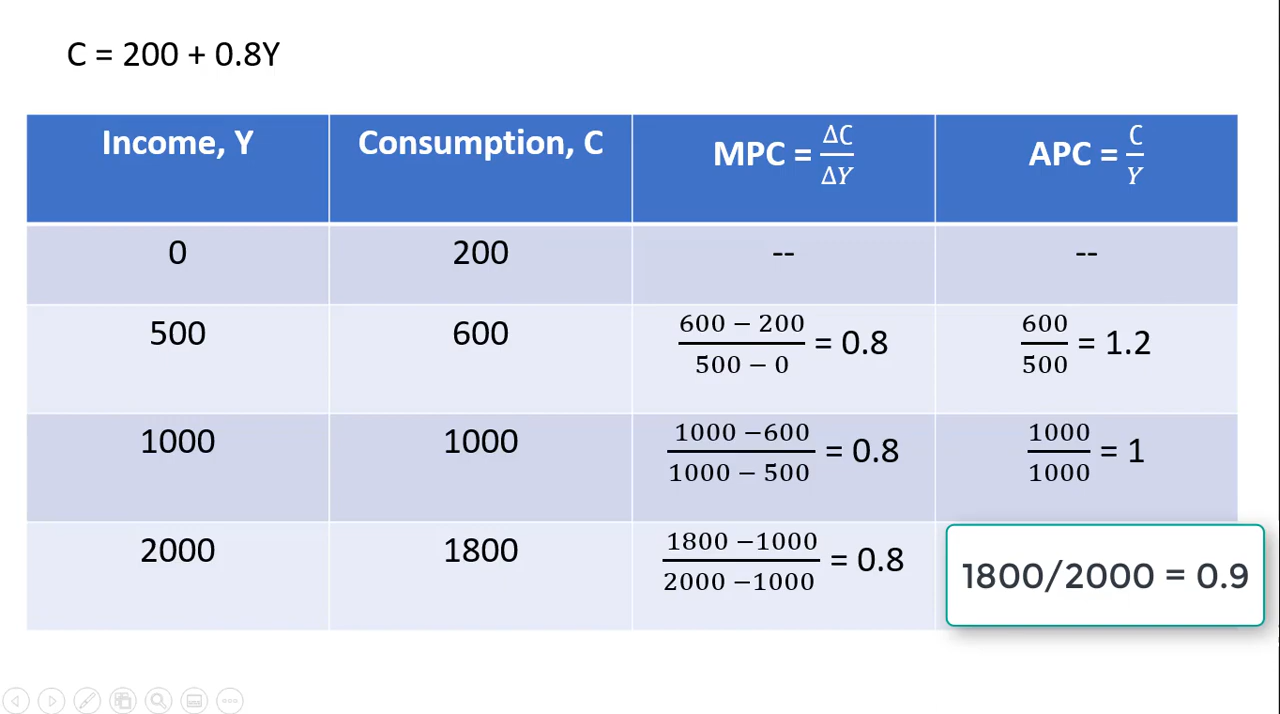 C = 200 + 0.8Y
Income, Y Consumption, C MPC = ΔC/ΔY APC = C/Y
0 200 -- --
500 600 (600 − 200)/(500 − 0) = 0.8 600/500 = 1.2
1000 1000 (1000 −600)/(1000 − 500) = 0.8 1000/1000 = 1
2000 1800 (1800 −1000)/(2000 −1000) = 0.8 1800/2000 = 0.9